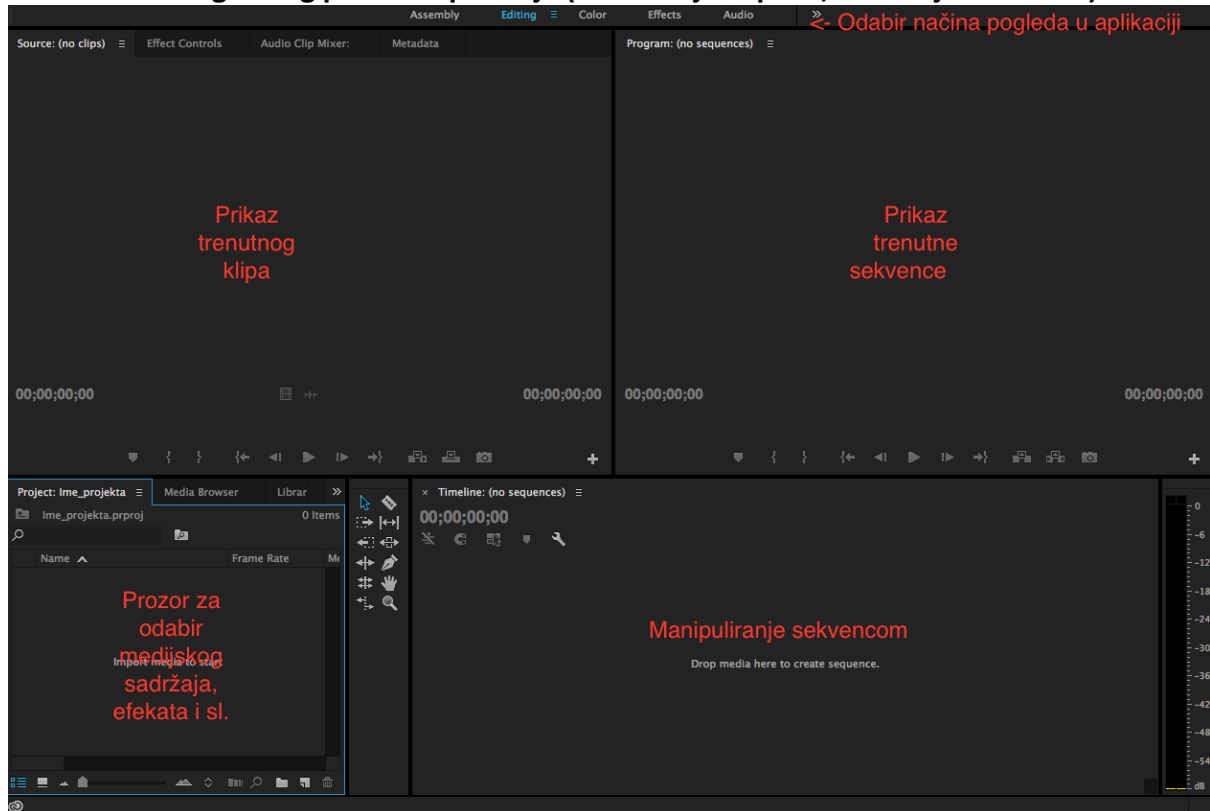 Assembly Editing Color Effects Audio
<- Odabir načina pogleda u aplikaciji
Source: (no clips) Effect Controls Audio Clip Mixer: Metadata
Program: (no sequences)
Prikaz
trenutnog
klipa
Prikaz
trenutne
sekvence
00;00;00;00 00;00;00;00
00;00;00;00 00;00;00;00
Project: Ime_projekta Media Browser Librar
Ime_projekta.prproj 0 Items
Name Frame Rate Me
Prozor za
odabir
medijskog
sadržaja,
efekata i sl.
Import media to start
× Timeline: (no sequences)
00;00;00;00
Manipuliranje sekvencom
Drop media here to create sequence.
0
-6
-12
-18
-24
-30
-36
-42
-48
-54
dB